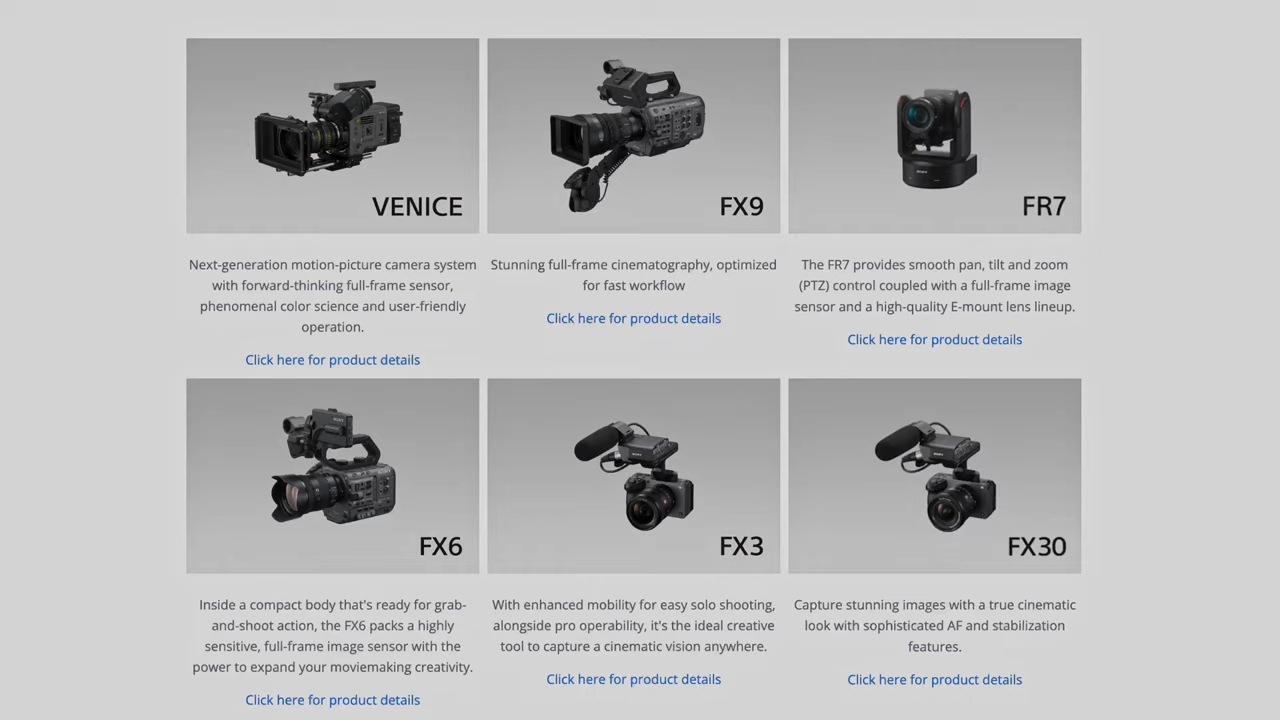 VENICE
Next-generation motion-picture camera system
with forward-thinking full-frame sensor,
phenomenal color science and user-friendly
operation.
Click here for product details
FX9
Stunning full-frame cinematography, optimized
for fast workflow
Click here for product details
FR7
The FR7 provides smooth pan, tilt and zoom
(PTZ) control coupled with a full-frame image
sensor and a high-quality E-mount lens lineup.
Click here for product details
FX6
Inside a compact body that's ready for grab-
and-shoot action, the FX6 packs a highly
sensitive, full-frame image sensor with the
power to expand your moviemaking creativity.
Click here for product details
FX3
With enhanced mobility for easy solo shooting,
alongside pro operability, it's the ideal creative
tool to capture a cinematic vision anywhere.
Click here for product details
FX30
Capture stunning images with a true cinematic
look with sophisticated AF and stabilization
features.
Click here for product details